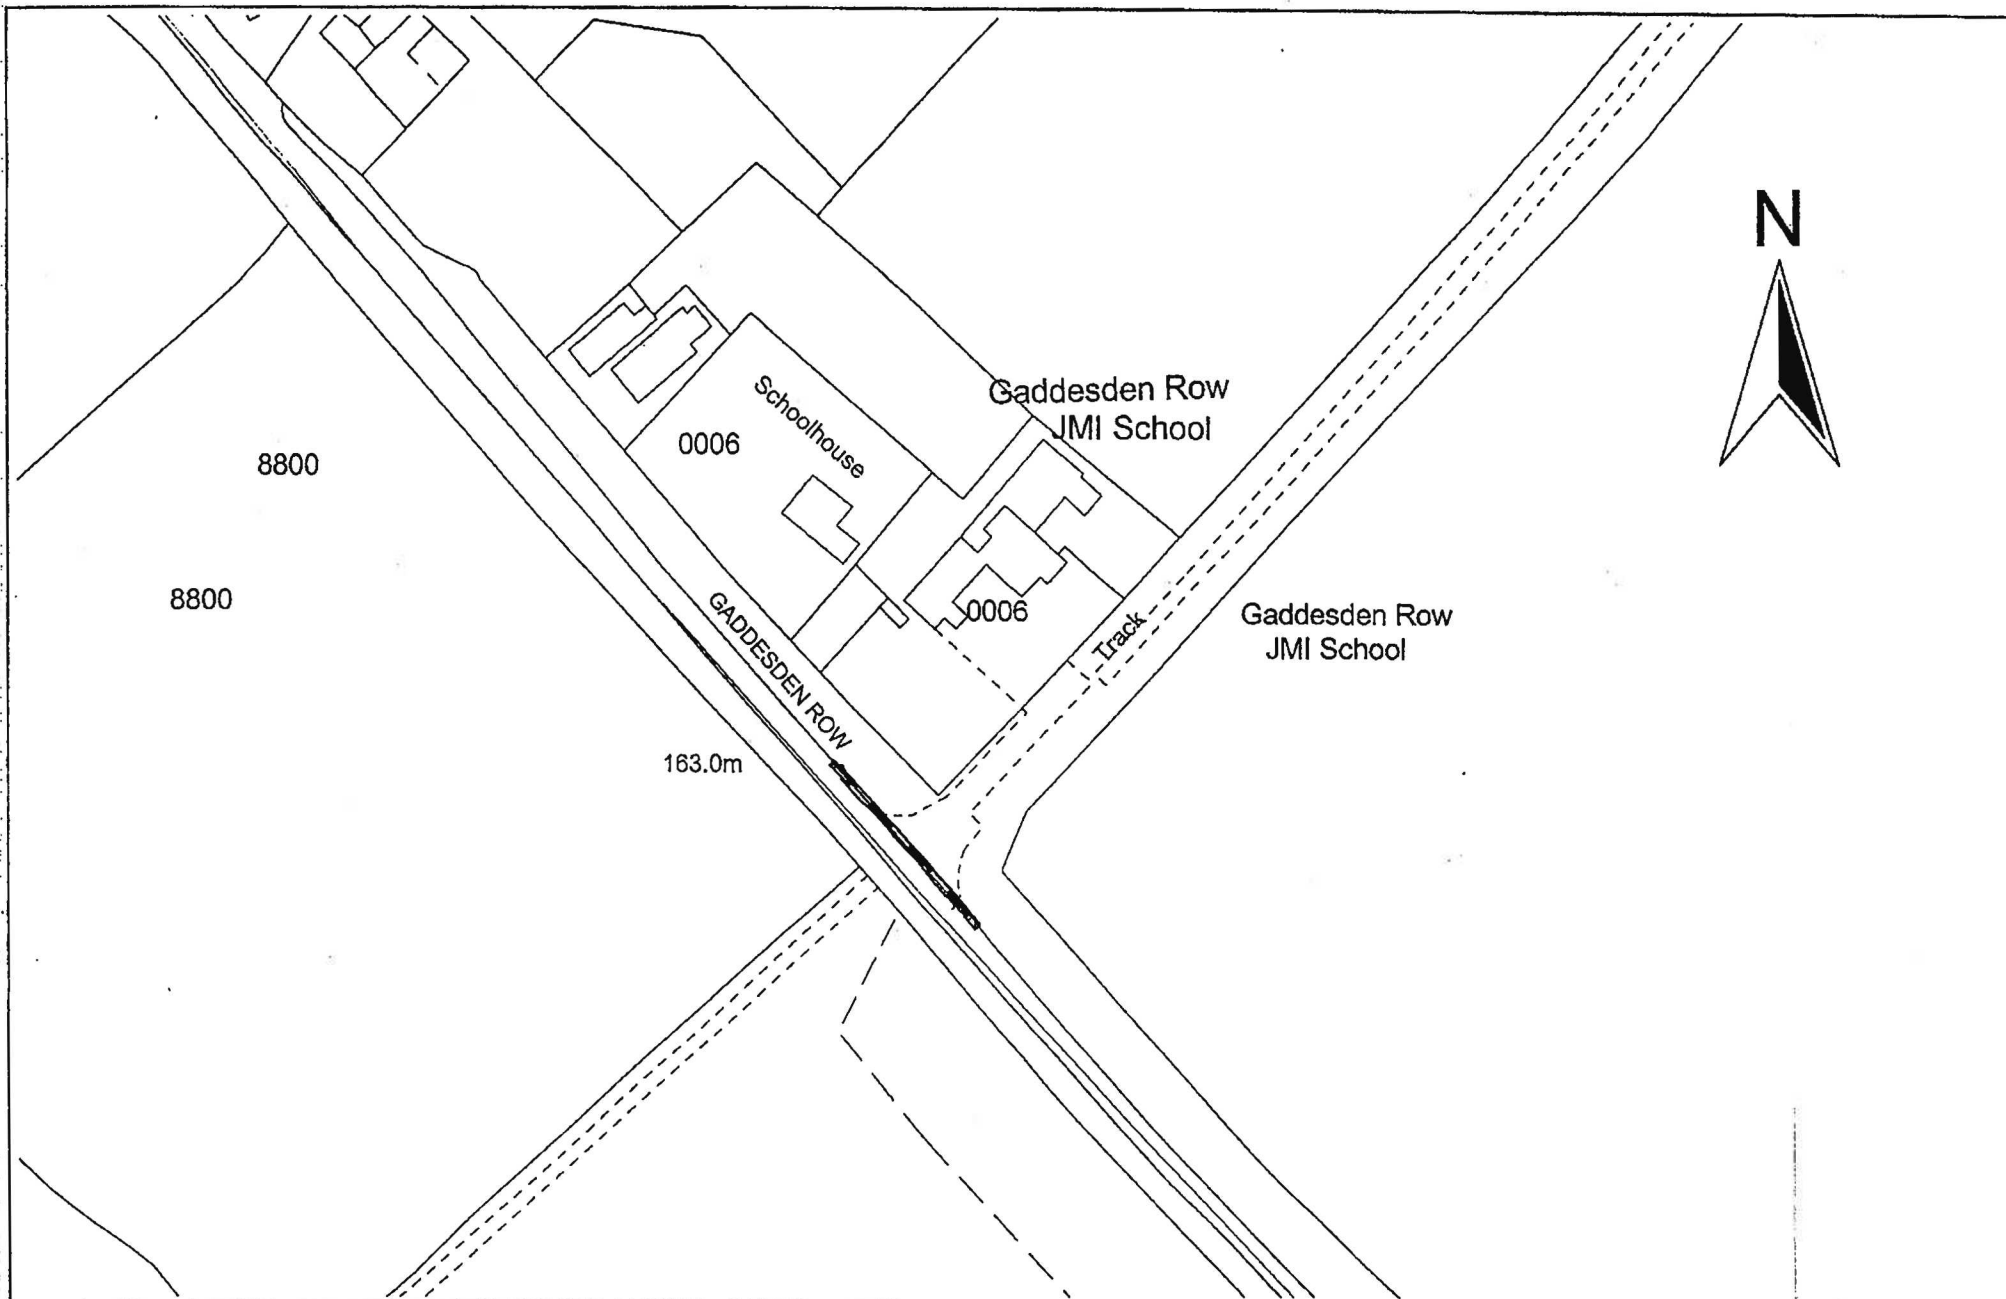 N
Gaddesden Row
JMI School
Schoolhouse
0006
8800
8800
0006
Track
Gaddesden Row
JMI School
GADDESDEN ROW
163.0m